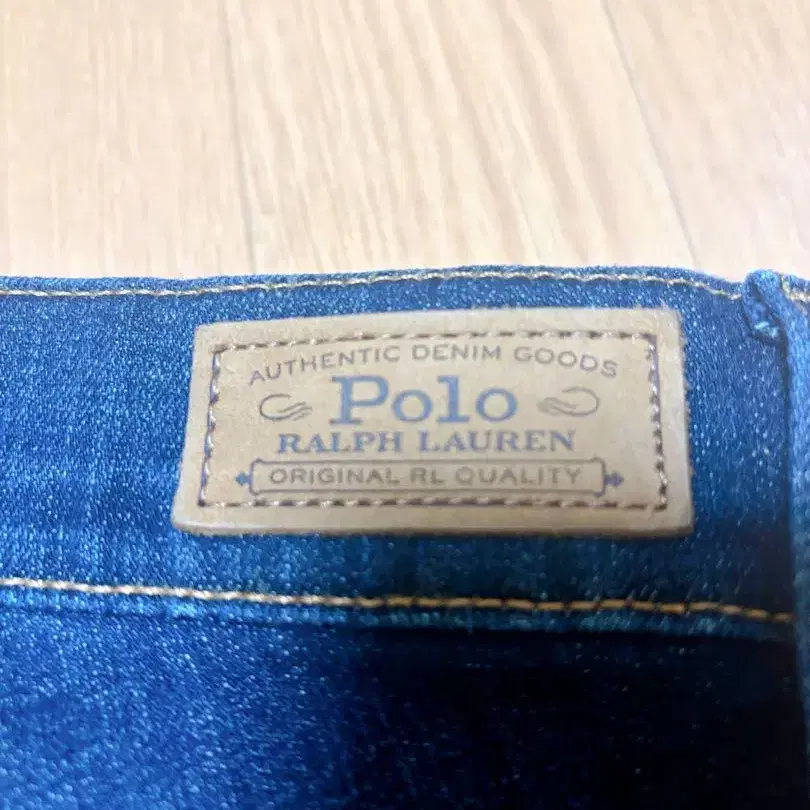 AUTHENTIC DENIM GOODS
Polo
RALPH LAUREN
ORIGINAL RL QUALITY